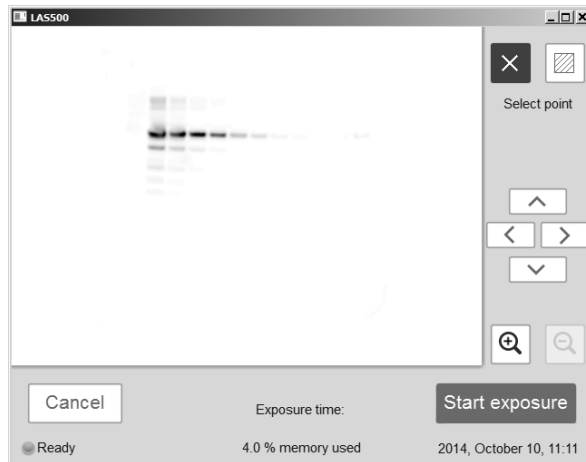 LAS500
Select point
Cancel
Exposure time:
Start exposure
Ready
4.0 % memory used
2014, October 10, 11:11